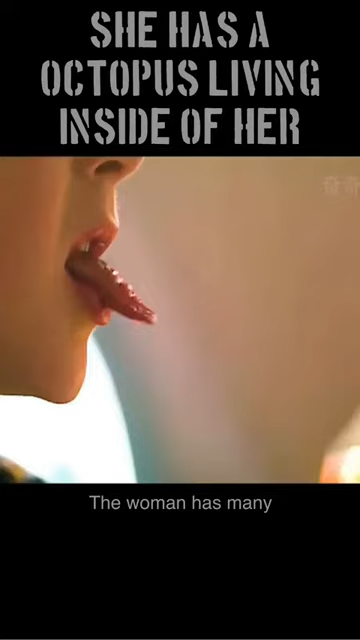 SHE HAS A
OCTOPUS LIVING
INSIDE OF HER
The woman has many